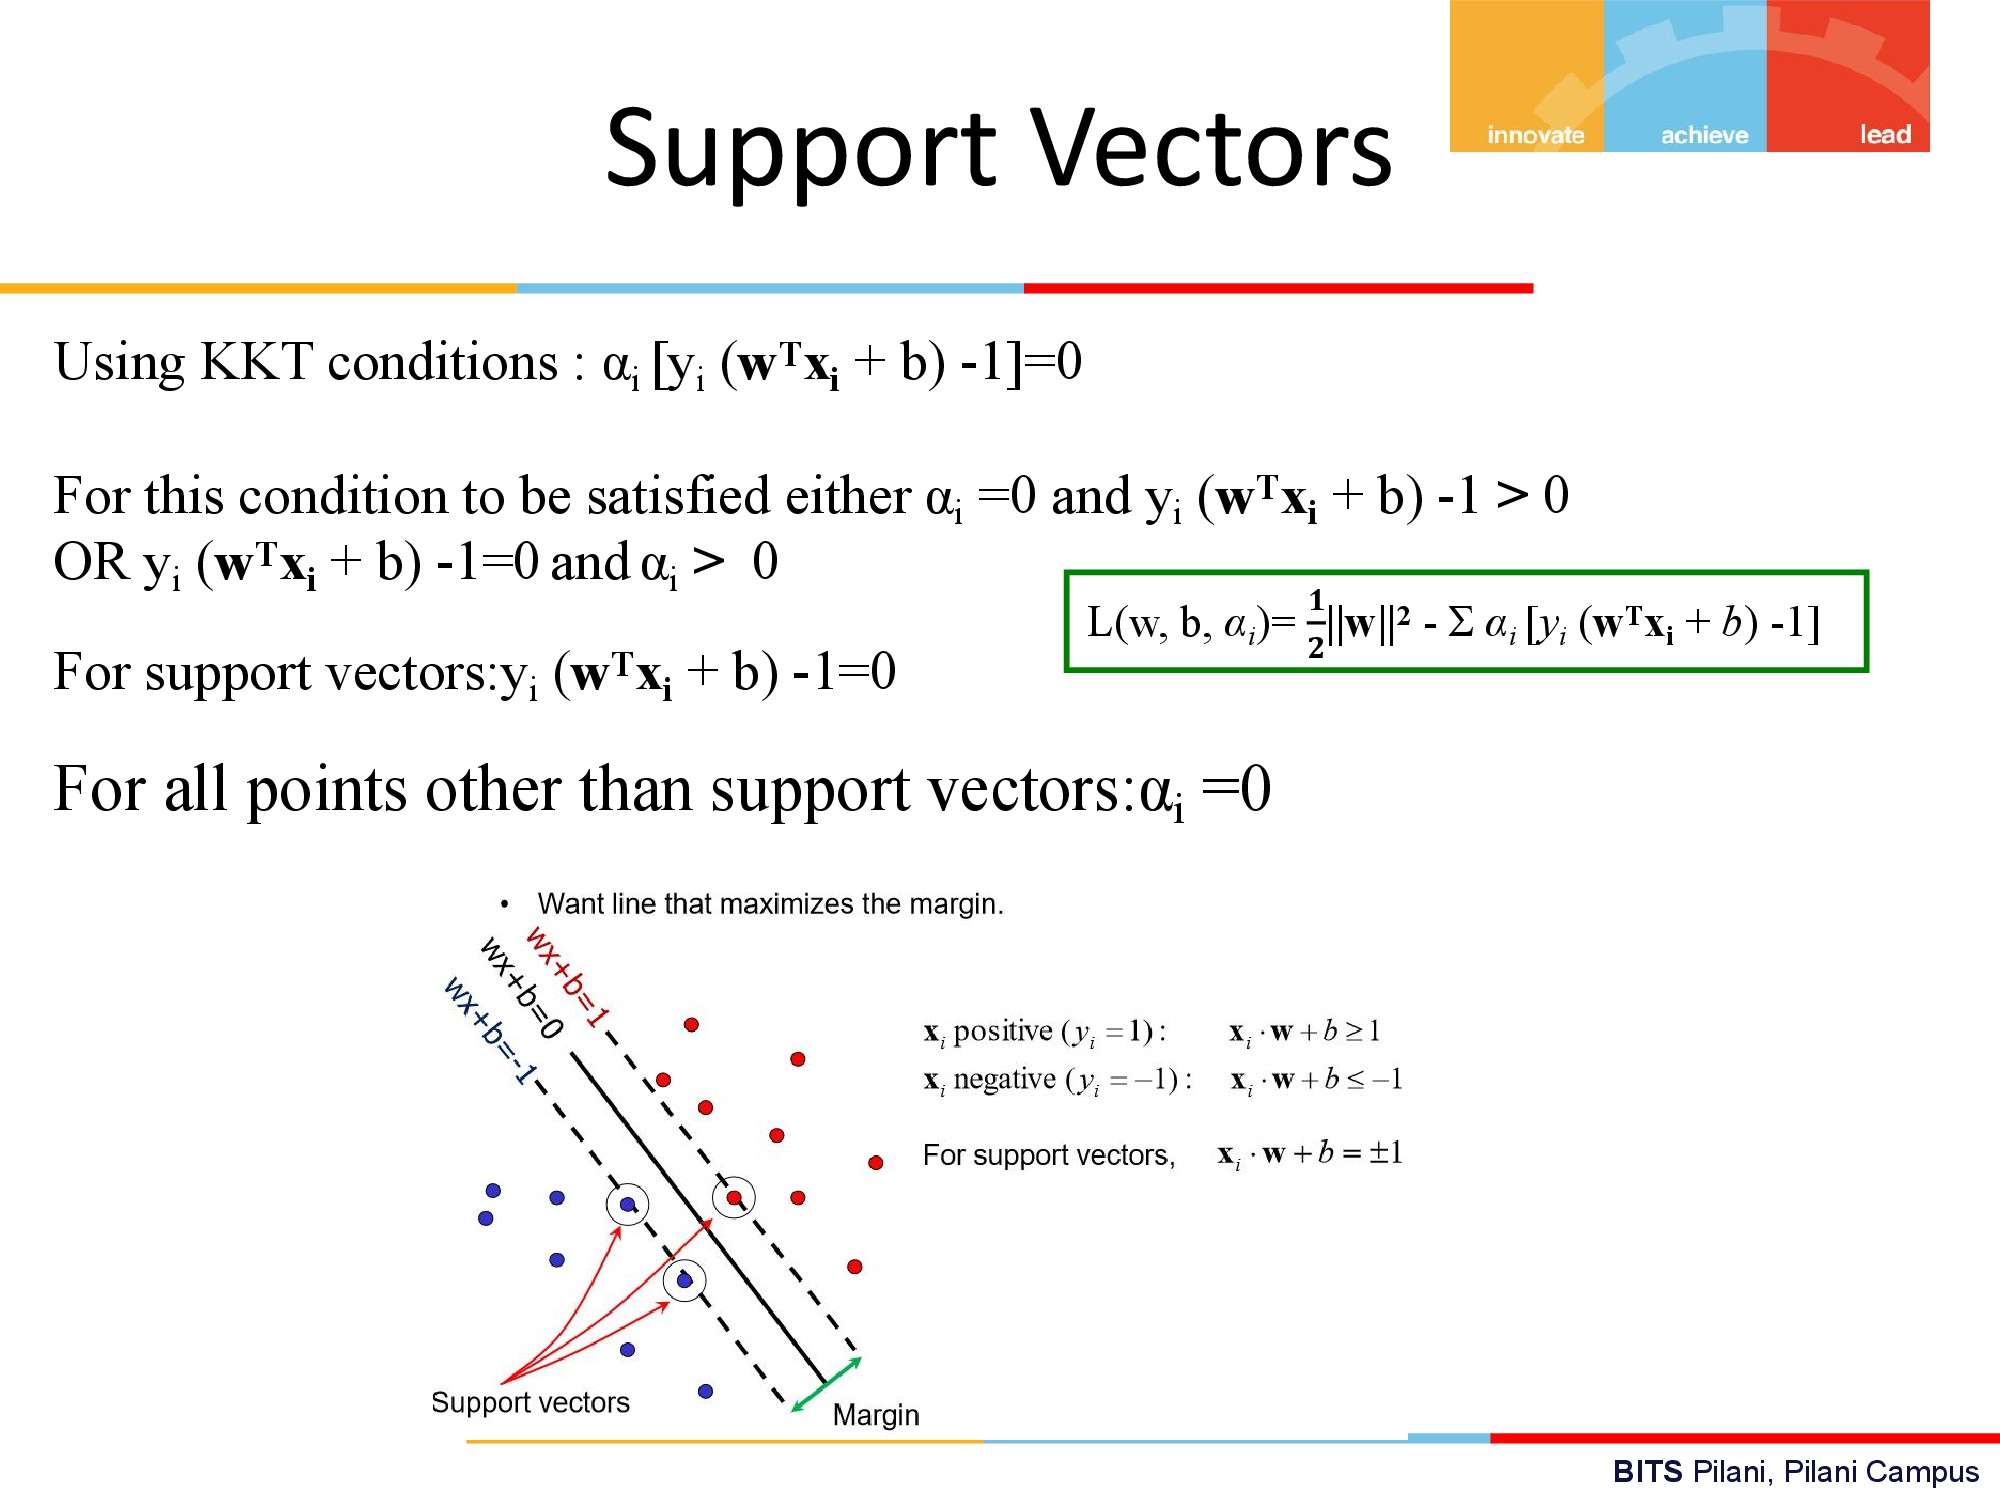 innovate achieve lead
Support Vectors
Using KKT conditions : αᵢ [yᵢ (𝐰ᵀ𝐱ᵢ + b) -1]=0
For this condition to be satisfied either αᵢ =0 and yᵢ (𝐰ᵀ𝐱ᵢ + b) -1 > 0
OR yᵢ (𝐰ᵀ𝐱ᵢ + b) -1=0 and αᵢ > 0
L(w, b, αᵢ)= ½||𝐰||² - Σ αᵢ [yᵢ (𝐰ᵀ𝐱ᵢ + b) -1]
For support vectors:yᵢ (𝐰ᵀ𝐱ᵢ + b) -1=0
For all points other than support vectors:αᵢ =0
• Want line that maximizes the margin.
wx+b=1
wx+b=0
wx+b=-1
𝐱ᵢ positive (yᵢ = 1) : 𝐱ᵢ · 𝐰 + b ≥ 1
𝐱ᵢ negative (yᵢ = −1) : 𝐱ᵢ · 𝐰 + b ≤ −1
For support vectors, 𝐱ᵢ · 𝐰 + b = ±1
Support vectors
Margin
BITS Pilani, Pilani Campus